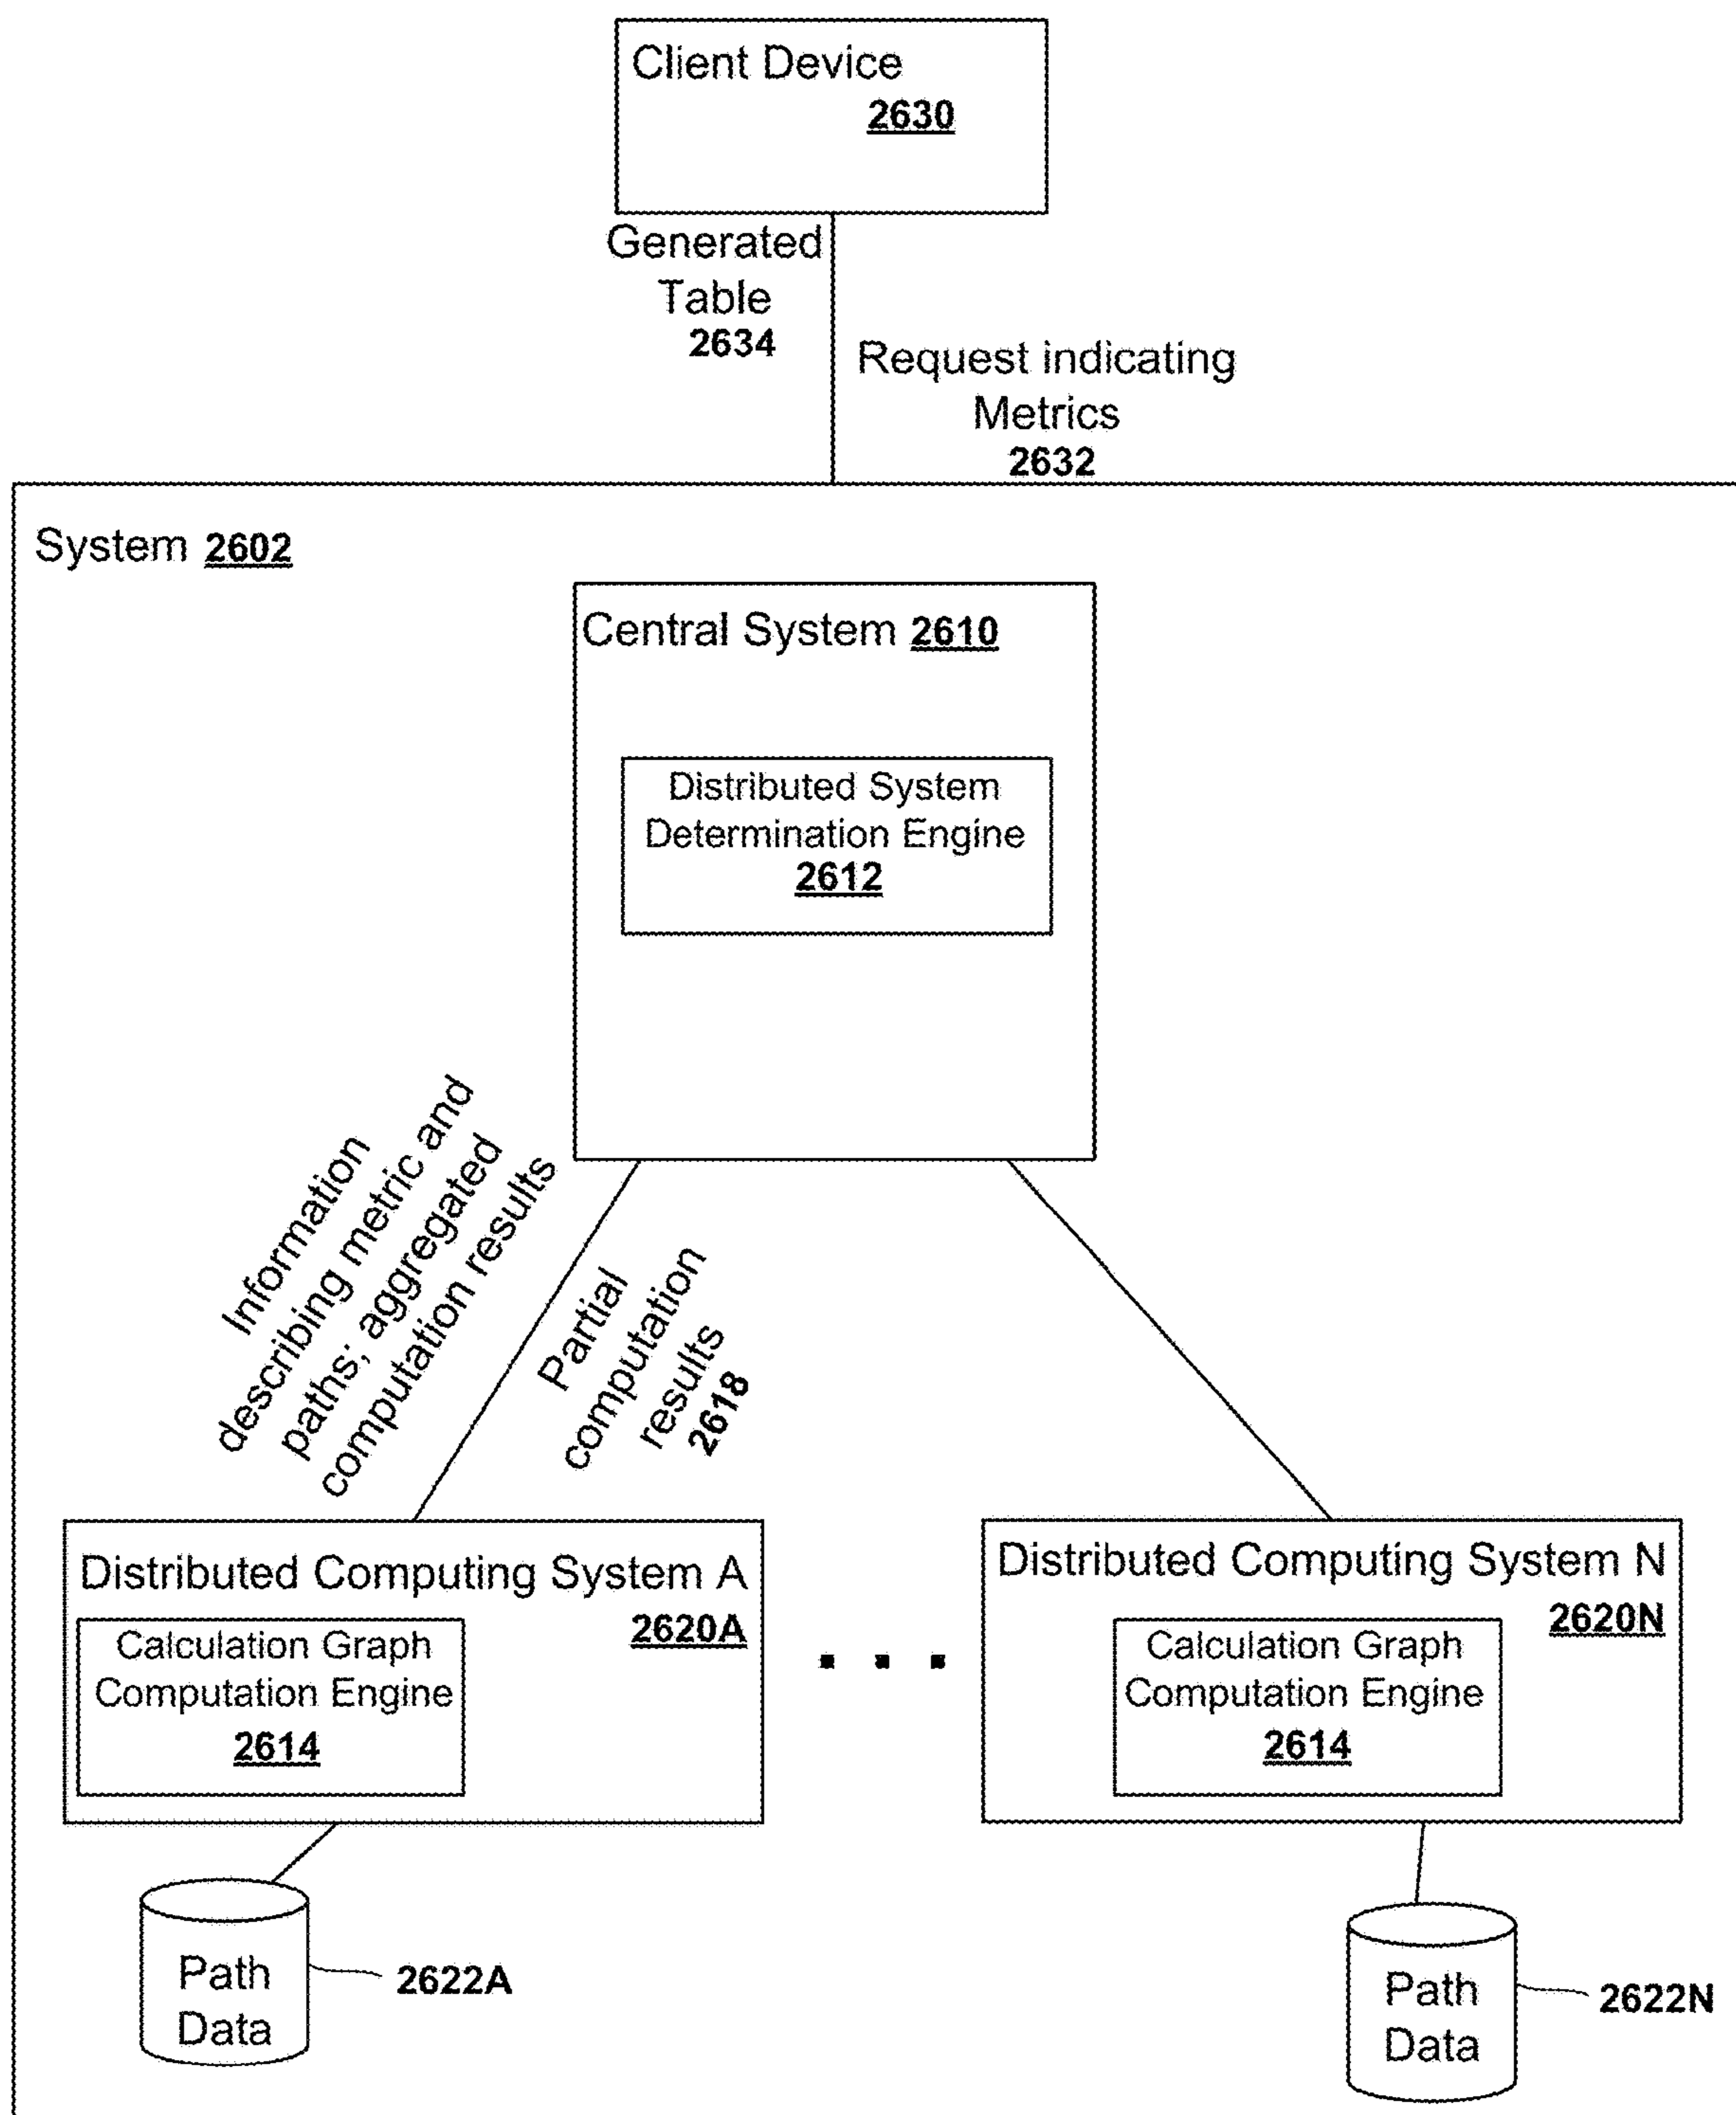 Client Device
2630
Generated
Table
2634
Request indicating
Metrics
2632
System 2602
Central System 2610
Distributed System
Determination Engine
2612
Information
describing metric and
paths; aggregated
computation results
Partial
computation
results
2618
Distributed Computing System A
2620A
Calculation Graph
Computation Engine
2614
Distributed Computing System N
2620N
Calculation Graph
Computation Engine
2614
Path
Data
2622A
Path
Data
2622N